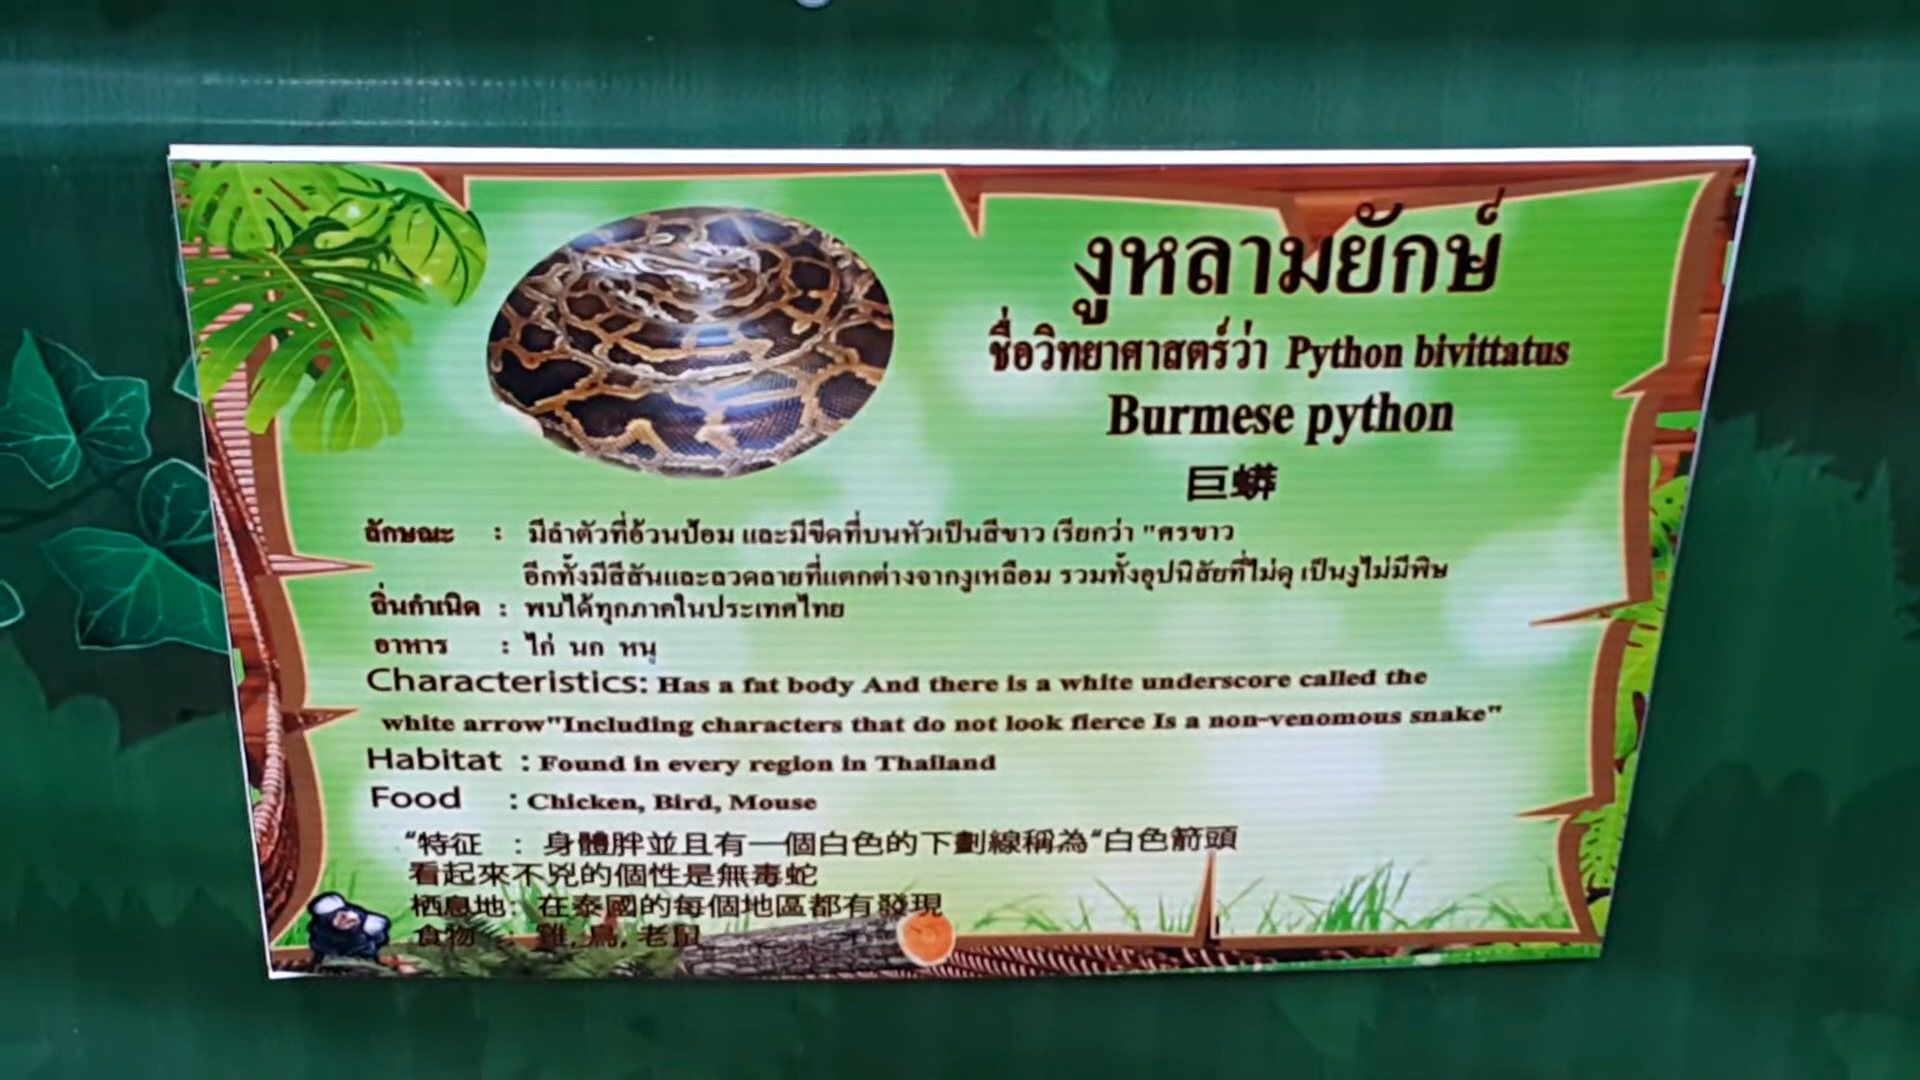 งูหลามยักษ์
ชื่อวิทยาศาสตร์ว่า Python bivittatus
Burmese python
巨蟒
ลักษณะ : มีลำตัวที่อ้วนป้อม และมีขีดที่บนหัวเป็นสีขาว เรียกว่า "ศรขาว
อีกทั้งมีสีสันและลวดลายที่แตกต่างจากงูเหลือม รวมทั้งอุปนิสัยที่ไม่ดุ เป็นงูไม่มีพิษ
ถิ่นกำเนิด : พบได้ทุกภาคในประเทศไทย
อาหาร : ไก่ นก หนู
Characteristics: Has a fat body And there is a white underscore called the
white arrow"Including characters that do not look fierce Is a non-venomous snake"
Habitat : Found in every region in Thailand
Food : Chicken, Bird, Mouse
“特征 : 身體胖並且有一個白色的下劃線稱為“白色箭頭
看起來不兇的個性是無毒蛇
栖息地: 在泰國的每個地區都有發現
食物 : 雞, 鳥, 老鼠